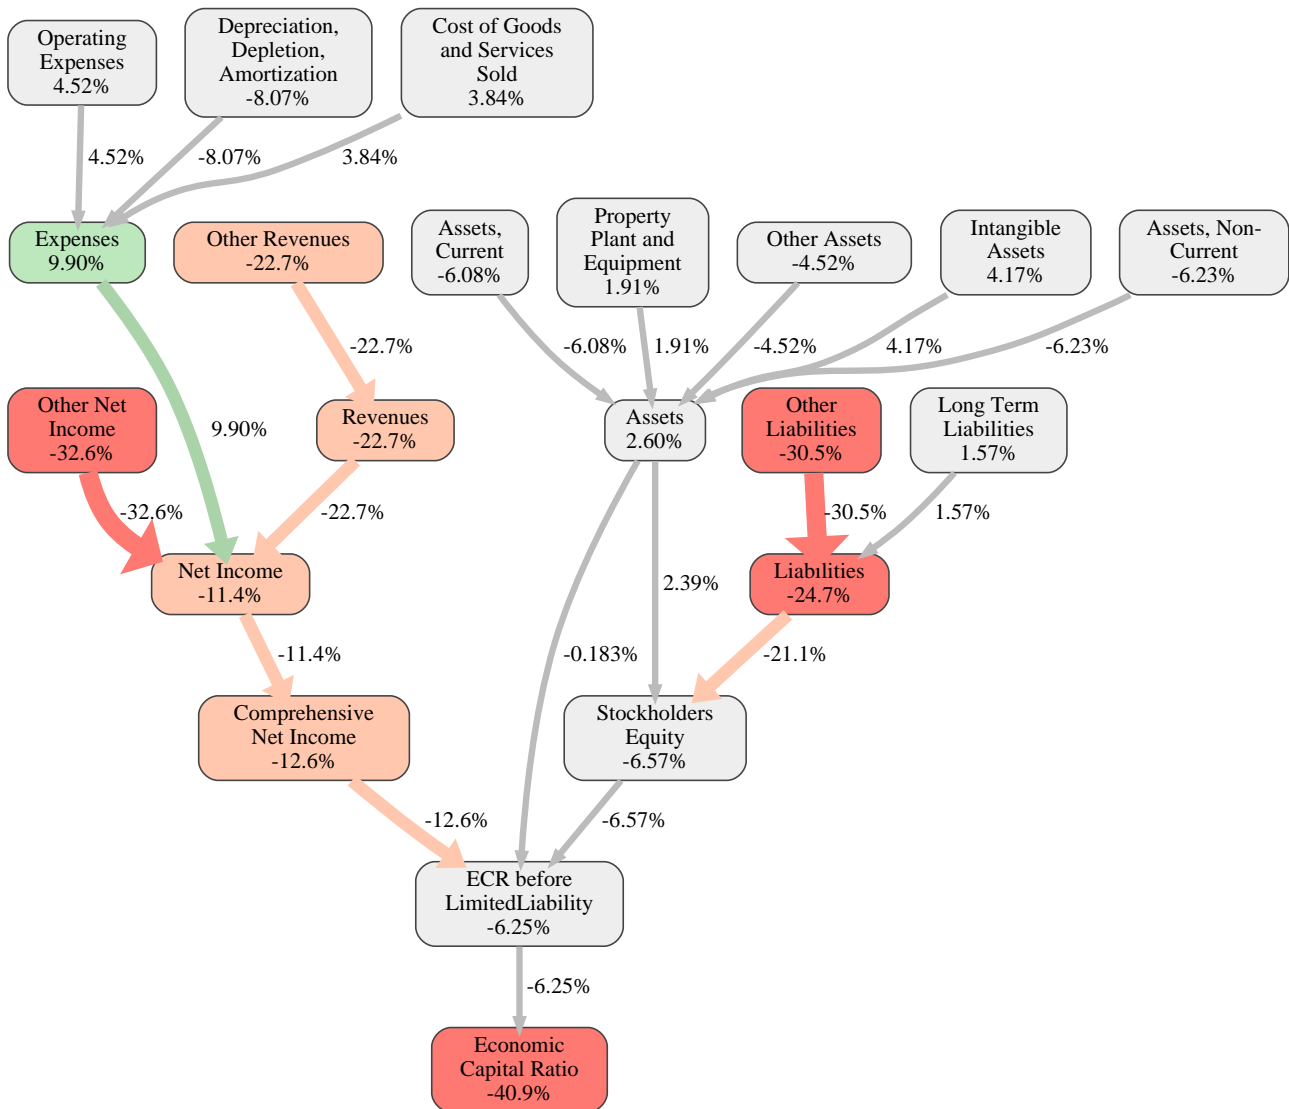 Operating
Expenses
4.52%
Depreciation,
Depletion,
Amortization
-8.07%
Cost of Goods
and Services
Sold
3.84%
4.52%
-8.07%
3.84%
Expenses
9.90%
Other Revenues
-22.7%
Assets,
Current
-6.08%
Property
Plant and
Equipment
1.91%
Other Assets
-4.52%
Intangible
Assets
4.17%
Assets, Non-
Current
-6.23%
-22.7%
-6.08%
1.91%
-4.52%
4.17%
-6.23%
Other Net
Income
-32.6%
9.90%
Revenues
-22.7%
Assets
2.60%
Other
Liabilities
-30.5%
Long Term
Liabilities
1.57%
-32.6%
-22.7%
-30.5%
1.57%
Net Income
-11.4%
2.39%
Liabilities
-24.7%
-11.4%
-0.183%
-21.1%
Comprehensive
Net Income
-12.6%
Stockholders
Equity
-6.57%
-12.6%
-6.57%
ECR before
LimitedLiability
-6.25%
-6.25%
Economic
Capital Ratio
-40.9%